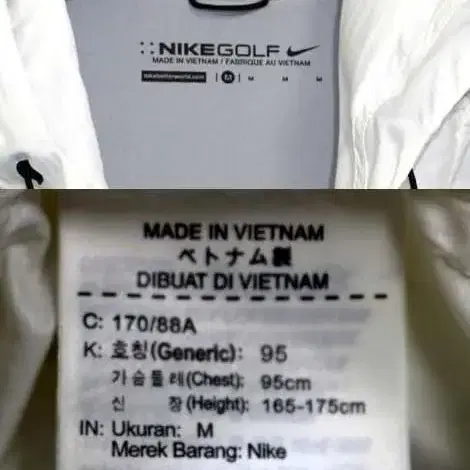 NIKEGOLF
MADE IN VIETNAM / FABRIQUE AU VIETNAM
nikebetterworld.com | M | M | M | M
MADE IN VIETNAM
ベトナム製
DIBUAT DI VIETNAM
C: 170/88A
K: 호칭(Generic): 95
가슴둘레(Chest): 95cm
신 장(Height): 165-175cm
IN: Ukuran: M
Merek Barang: Nike